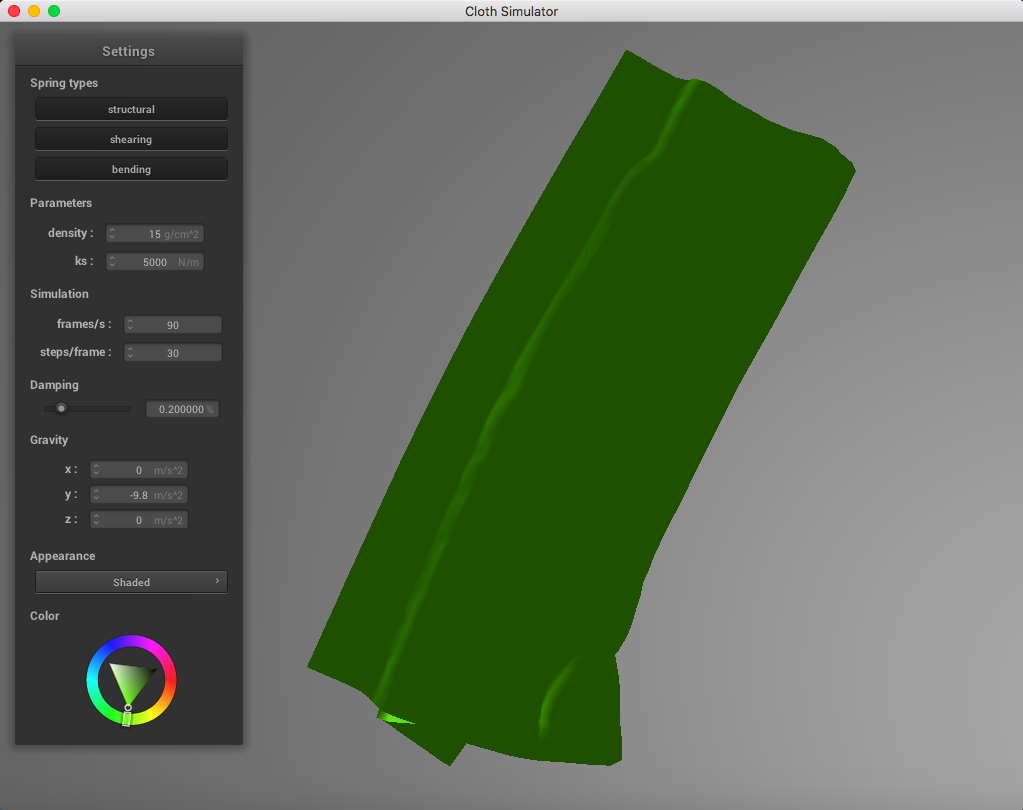 Cloth Simulator
Settings
Spring types
structural
shearing
bending
Parameters
density : 15 g/cm^2
ks : 5000 N/m
Simulation
frames/s : 90
steps/frame : 30
Damping
0.200000 %
Gravity
x : 0 m/s^2
y : -9.8 m/s^2
z : 0 m/s^2
Appearance
Shaded
Color